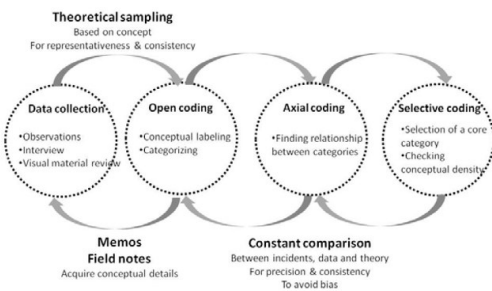 Theoretical sampling
Based on concept
For representativeness & consistency
Data collection
•Observations
•Interview
•Visual material review
Open coding
•Conceptual labeling
•Categorizing
Axial coding
•Finding relationship
between categories
Selective coding
•Selection of a core
category
•Checking
conceptual density
Memos
Field notes
Acquire conceptual details
Constant comparison
Between incidents, data and theory
For precision & consistency
To avoid bias